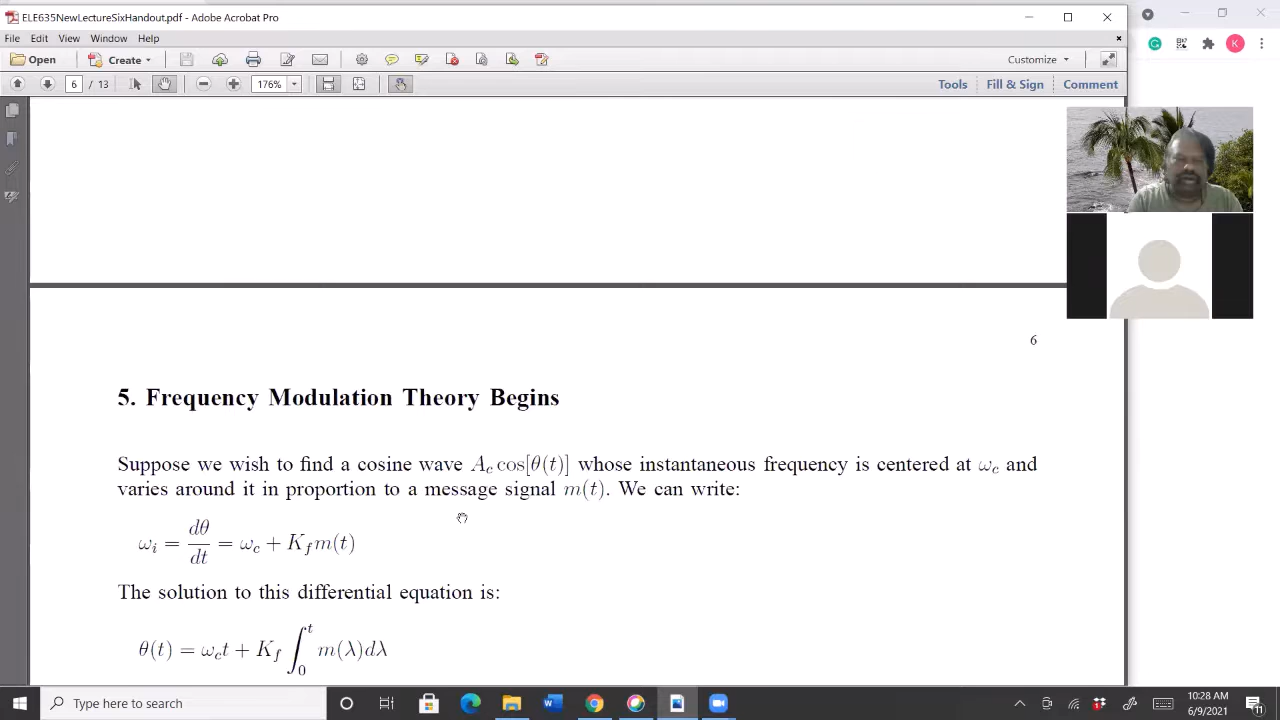 ELE635NewLectureSixHandout.pdf - Adobe Acrobat Pro
File Edit View Window Help
Open Create Customize
6 / 13 176% Tools Fill & Sign Comment
K
6
5. Frequency Modulation Theory Begins
Suppose we wish to find a cosine wave A_c cos[θ(t)] whose instantaneous frequency is centered at ω_c and
varies around it in proportion to a message signal m(t). We can write:
ω_i = dθ/dt = ω_c + K_f m(t)
The solution to this differential equation is:
θ(t) = ω_c t + K_f ∫_0^t m(λ)dλ
Type here to search
10:28 AM
6/9/2021
11